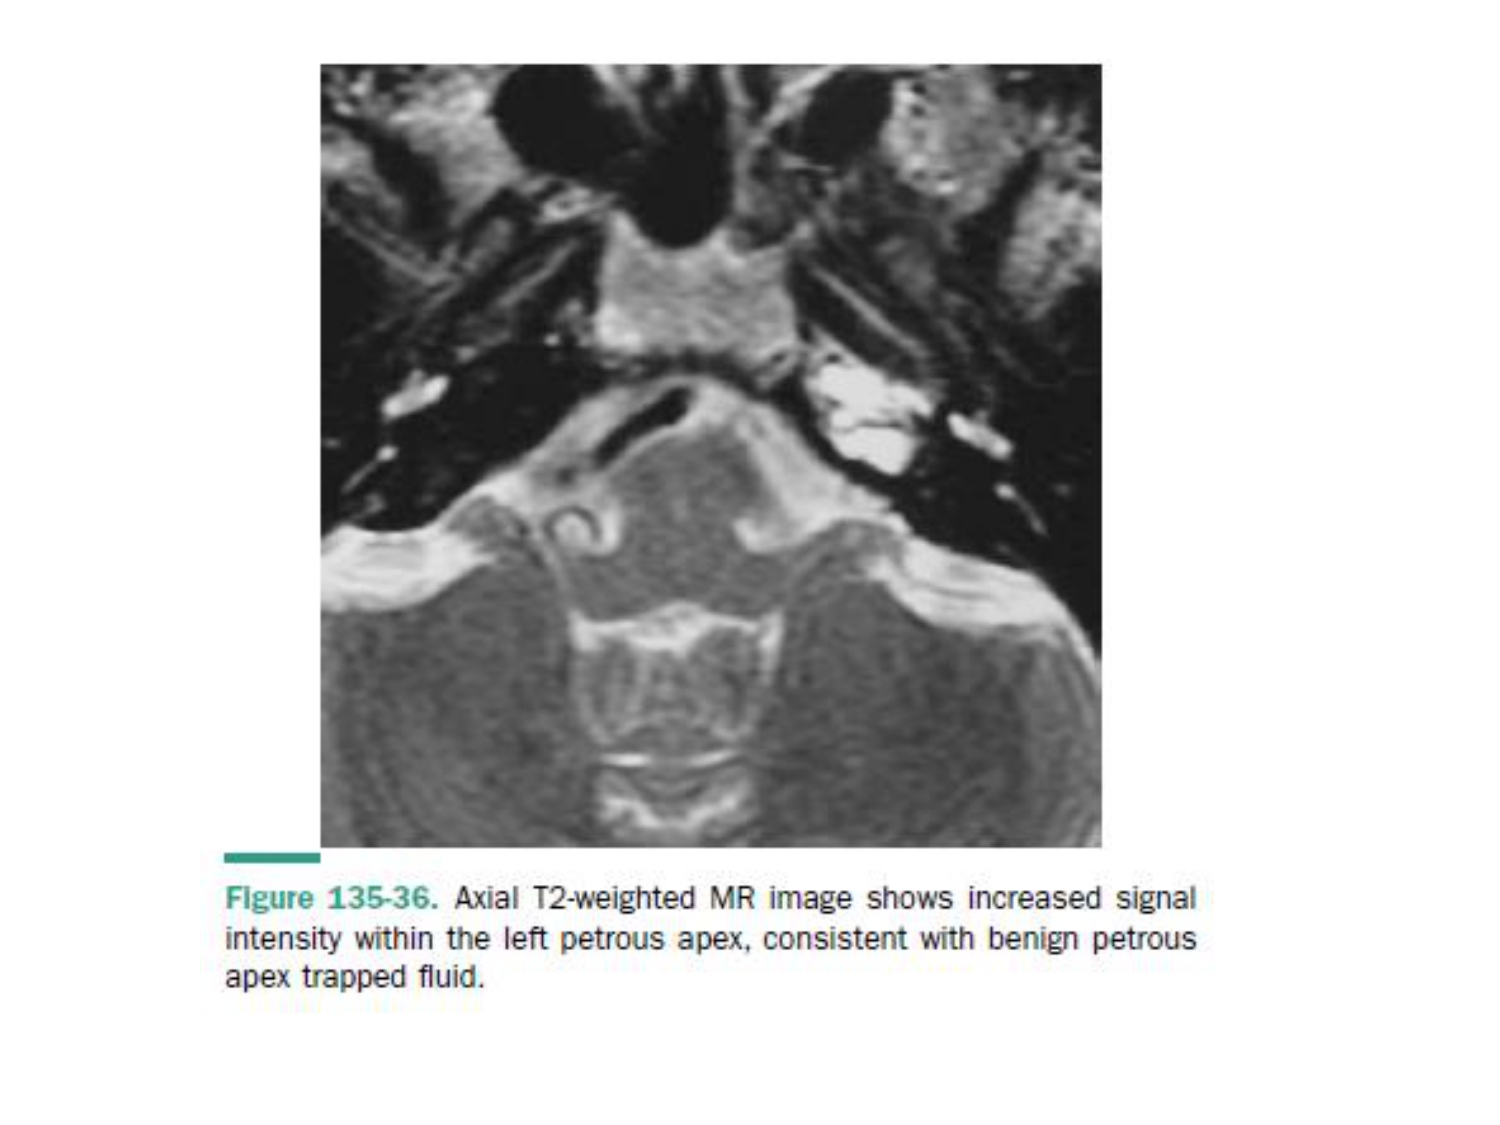 Figure 135-36. Axial T2-weighted MR image shows increased signal
intensity within the left petrous apex, consistent with benign petrous
apex trapped fluid.